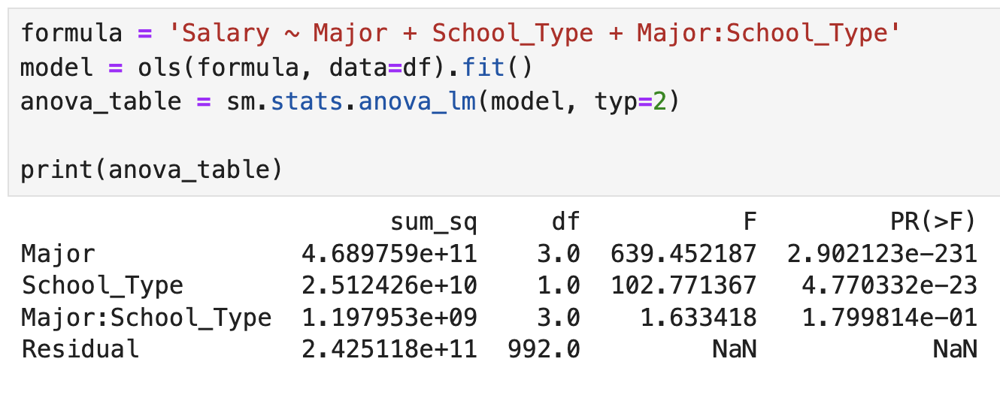 formula = 'Salary ~ Major + School_Type + Major:School_Type'
model = ols(formula, data=df).fit()
anova_table = sm.stats.anova_lm(model, typ=2)
print(anova_table)
sum_sq df F PR(>F)
Major 4.689759e+11 3.0 639.452187 2.902123e-231
School_Type 2.512426e+10 1.0 102.771367 4.770332e-23
Major:School_Type 1.197953e+09 3.0 1.633418 1.799814e-01
Residual 2.425118e+11 992.0 NaN NaN